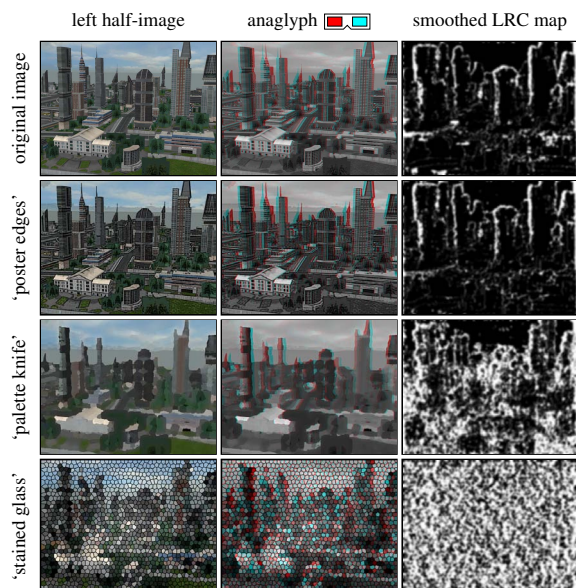 left half-image
anaglyph
smoothed LRC map
original image
‘poster edges’
‘palette knife’
‘stained glass’